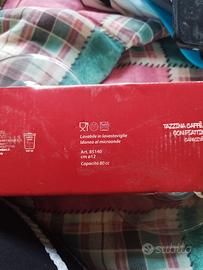 Lavabile in lavastoviglie
Idoneo al microonde
Art. 85140
cm ø12
Capacità 80 cc
TAZZINA CAFFÈ
CON PIATTINO
subito